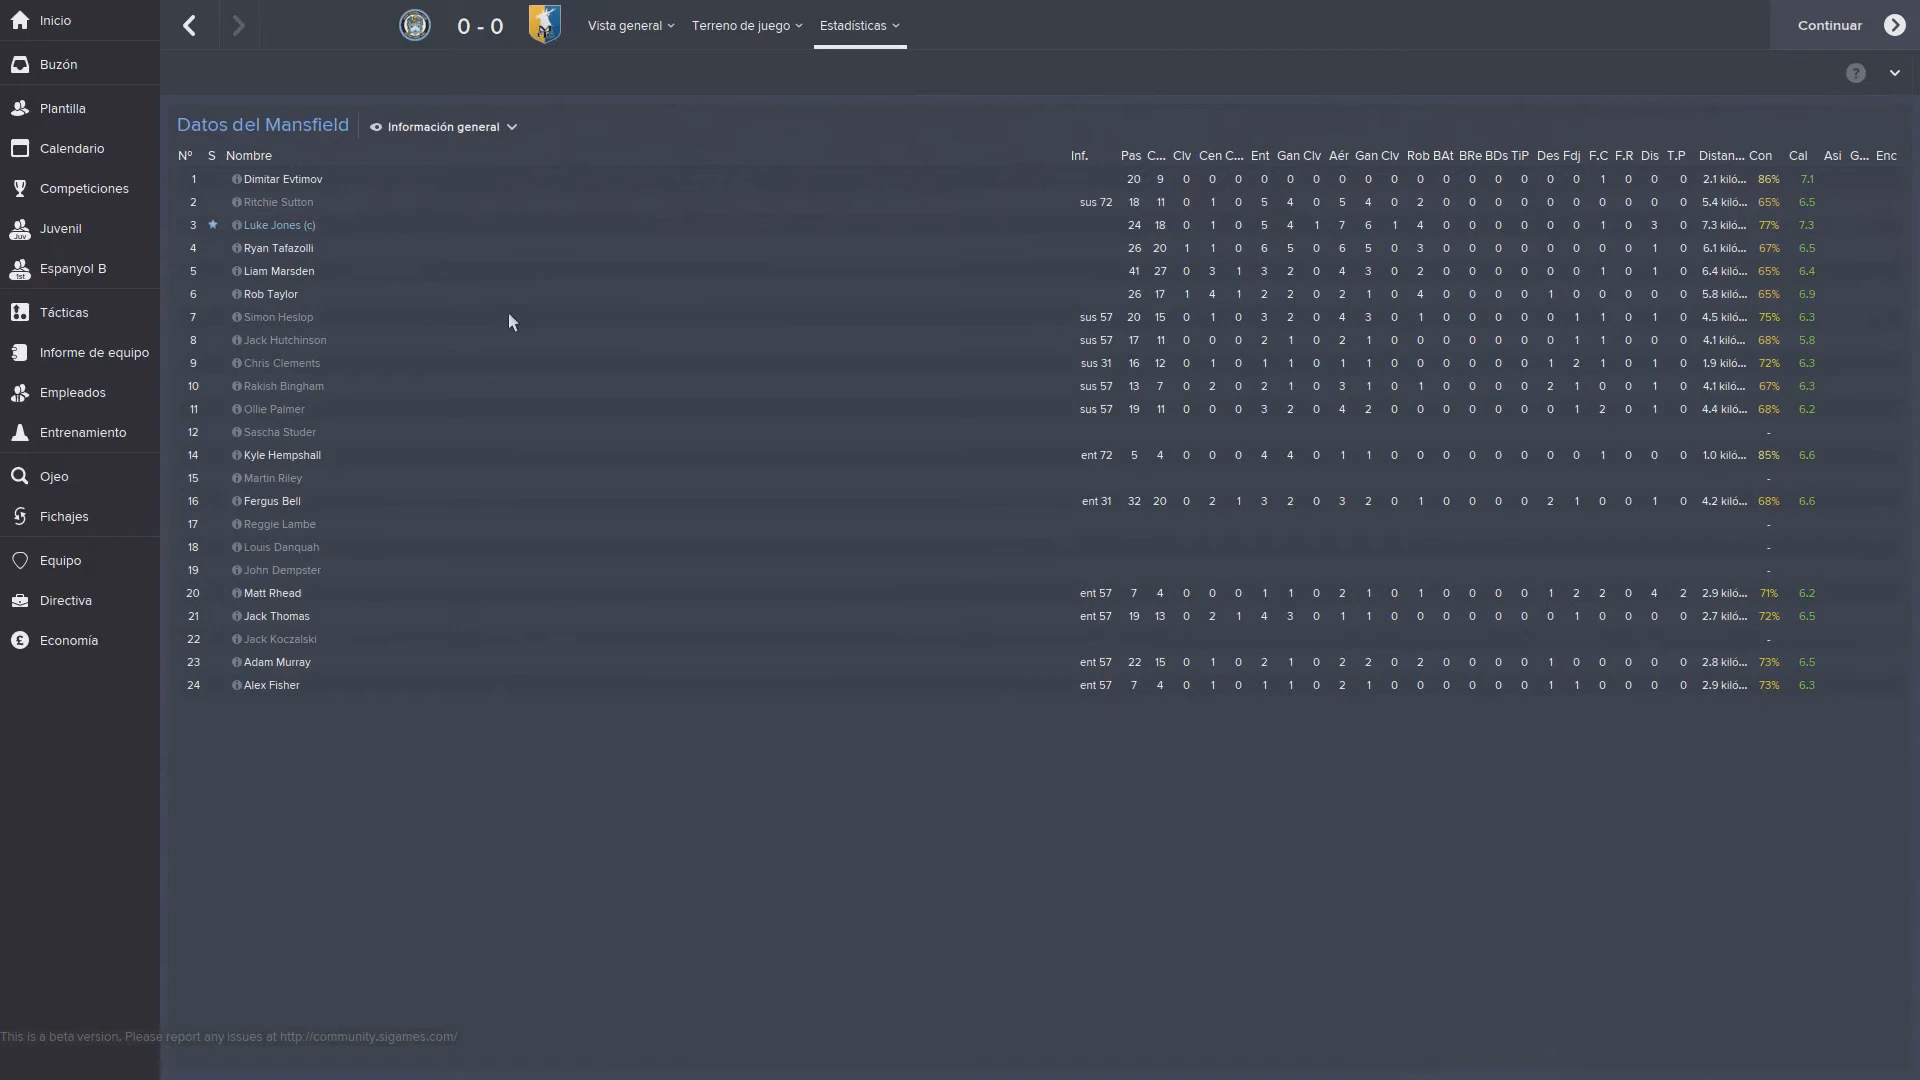 Inicio
Buzón
Plantilla
Calendario
Competiciones
Juvenil
Espanyol B
Tácticas
Informe de equipo
Empleados
Entrenamiento
Ojeo
Fichajes
Equipo
Directiva
Economía
0 - 0
Vista general
Terreno de juego
Estadísticas
Continuar
Datos del Mansfield
Información general
Nº S Nombre Inf. Pas C... Clv Cen C... Ent Gan Clv Aér Gan Clv Rob BAt BRe BDs TiP Des Fdj F.C F.R Dis T.P Distan... Con Cal Asi G... Enc
1 Dimitar Evtimov 20 9 0 0 0 0 0 0 0 0 0 0 0 0 0 0 0 0 1 0 0 0 2.1 kiló... 86% 7.1
2 Ritchie Sutton sus 72 18 11 0 1 0 5 4 0 5 4 0 2 0 0 0 0 0 0 0 0 0 0 5.4 kiló... 65% 6.5
3 Luke Jones (c) 24 18 0 1 0 5 4 1 7 6 1 4 0 0 0 0 0 0 1 0 3 0 7.3 kiló... 77% 7.3
4 Ryan Tafazolli 26 20 1 1 0 6 5 0 6 5 0 3 0 0 0 0 0 0 0 0 1 0 6.1 kiló... 67% 6.5
5 Liam Marsden 41 27 0 3 1 3 2 0 4 3 0 2 0 0 0 0 0 0 1 0 1 0 6.4 kiló... 65% 6.4
6 Rob Taylor 26 17 1 4 1 2 2 0 2 1 0 4 0 0 0 0 1 0 0 0 0 0 5.8 kiló... 65% 6.9
7 Simon Heslop sus 57 20 15 0 1 0 3 2 0 4 3 0 1 0 0 0 0 0 1 1 0 1 0 4.5 kiló... 75% 6.3
8 Jack Hutchinson sus 57 17 11 0 0 0 2 1 0 2 1 0 0 0 0 0 0 0 1 1 0 0 0 4.1 kiló... 68% 5.8
9 Chris Clements sus 31 16 12 0 1 0 1 1 0 1 1 0 0 0 0 0 0 1 2 1 0 1 0 1.9 kiló... 72% 6.3
10 Rakish Bingham sus 57 13 7 0 2 0 2 1 0 3 1 0 1 0 0 0 0 2 1 0 0 1 0 4.1 kiló... 67% 6.3
11 Ollie Palmer sus 57 19 11 0 0 0 3 2 0 4 2 0 0 0 0 0 0 0 1 2 0 1 0 4.4 kiló... 68% 6.2
12 Sascha Studer -
14 Kyle Hempshall ent 72 5 4 0 0 0 4 4 0 1 1 0 0 0 0 0 0 0 0 1 0 0 0 1.0 kiló... 85% 6.6
15 Martin Riley -
16 Fergus Bell ent 31 32 20 0 2 1 3 2 0 3 2 0 1 0 0 0 0 2 1 0 0 1 0 4.2 kiló... 68% 6.6
17 Reggie Lambe -
18 Louis Danquah -
19 John Dempster -
20 Matt Rhead ent 57 7 4 0 0 0 1 1 0 2 1 0 1 0 0 0 0 1 2 2 0 4 2 2.9 kiló... 71% 6.2
21 Jack Thomas ent 57 19 13 0 2 1 4 3 0 1 1 0 0 0 0 0 0 0 1 0 0 0 0 2.7 kiló... 72% 6.5
22 Jack Koczalski -
23 Adam Murray ent 57 22 15 0 1 0 2 1 0 2 2 0 2 0 0 0 0 1 0 0 0 0 0 2.8 kiló... 73% 6.5
24 Alex Fisher ent 57 7 4 0 1 0 1 1 0 2 1 0 0 0 0 0 0 1 1 0 0 0 0 2.9 kiló... 73% 6.3
This is a beta version. Please report any issues at http://community.sigames.com/